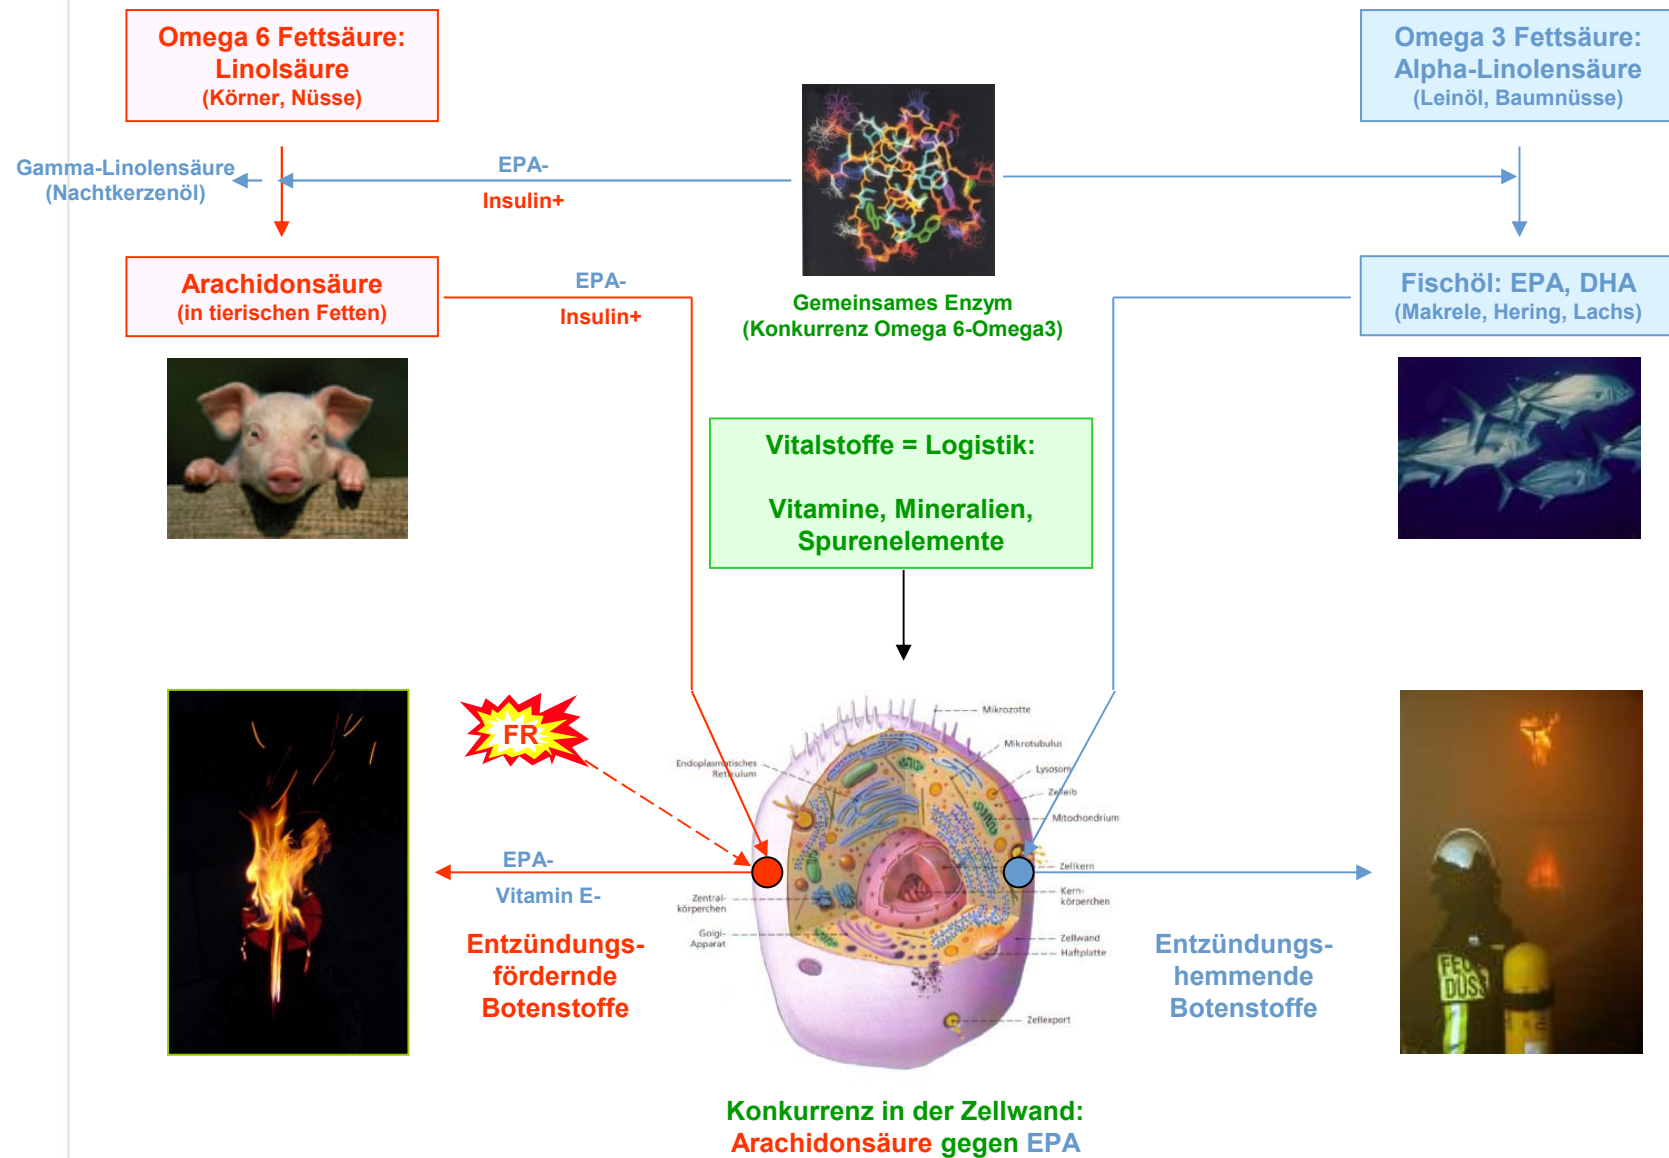 Omega 6 Fettsäure:
Linolsäure
(Körner, Nüsse)
Omega 3 Fettsäure:
Alpha-Linolensäure
(Leinöl, Baumnüsse)
Gamma-Linolensäure
(Nachtkerzenöl)
EPA-
Insulin+
Arachidonsäure
(in tierischen Fetten)
EPA-
Insulin+
Gemeinsames Enzym
(Konkurrenz Omega 6-Omega3)
Fischöl: EPA, DHA
(Makrele, Hering, Lachs)
Vitalstoffe = Logistik:
Vitamine, Mineralien,
Spurenelemente
FR
Mikrozotte
Mikrotubulus
Endoplasmatisches
Retikulum
Lysosom
Zelleib
Mitochondrium
Zellkern
Kern-
körperchen
Zentral-
körperchen
Golgi-
Apparat
Zellwand
Haftplatte
Zellexport
EPA-
Vitamin E-
Entzündungs-
fördernde
Botenstoffe
Entzündungs-
hemmende
Botenstoffe
DUSS
Konkurrenz in der Zellwand:
Arachidonsäure gegen EPA